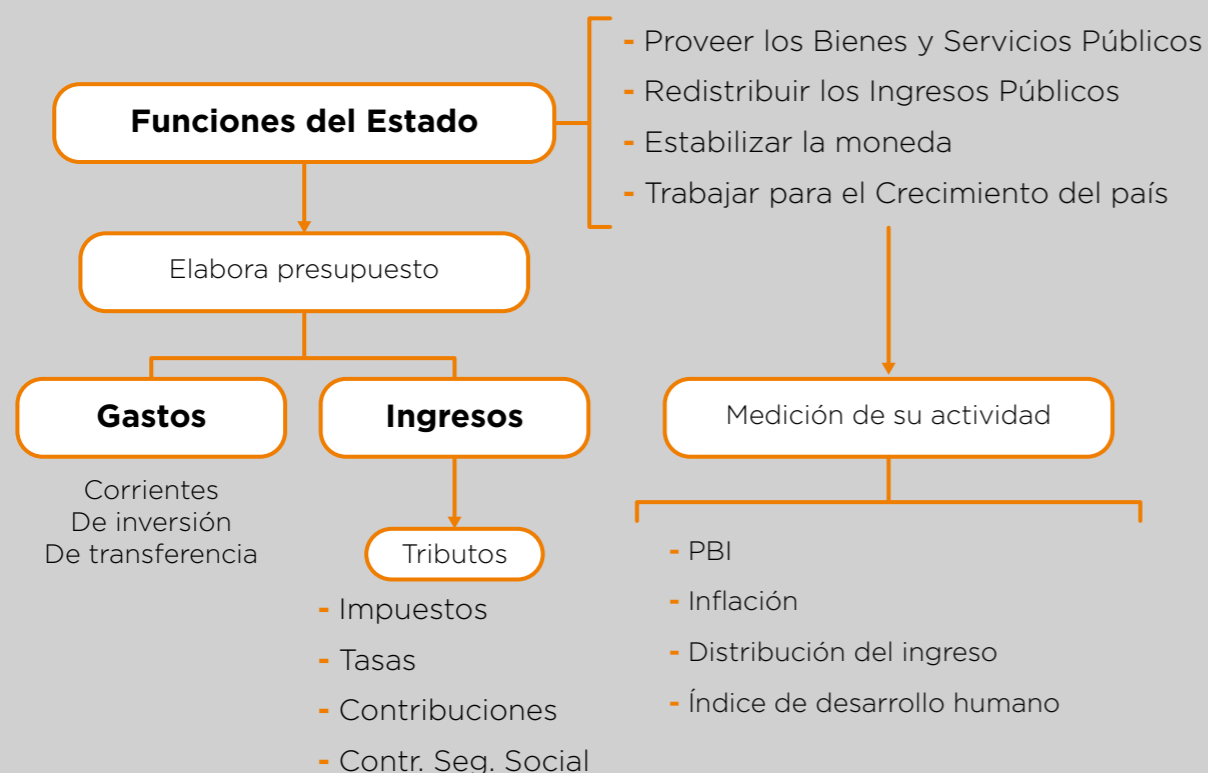 Funciones del Estado
- Proveer los Bienes y Servicios Públicos
- Redistribuir los Ingresos Públicos
- Estabilizar la moneda
- Trabajar para el Crecimiento del país
Elabora presupuesto
Gastos
Corrientes
De inversión
De transferencia
Ingresos
Tributos
- Impuestos
- Tasas
- Contribuciones
- Contr. Seg. Social
Medición de su actividad
- PBI
- Inflación
- Distribución del ingreso
- Índice de desarrollo humano